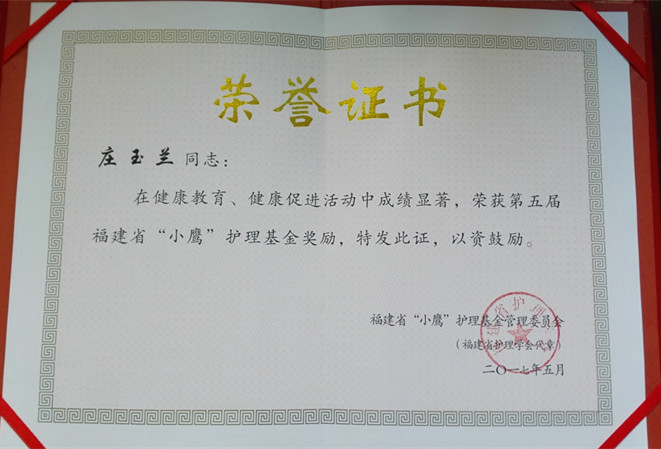 荣誉证书
庄玉兰同志：
在健康教育、健康促进活动中成绩显著，荣获第五届
福建省“小鹰”护理基金奖励，特发此证，以资鼓励。
福建省“小鹰”护理基金管理委员会
（福建省护理学会代章）
二〇一七年五月